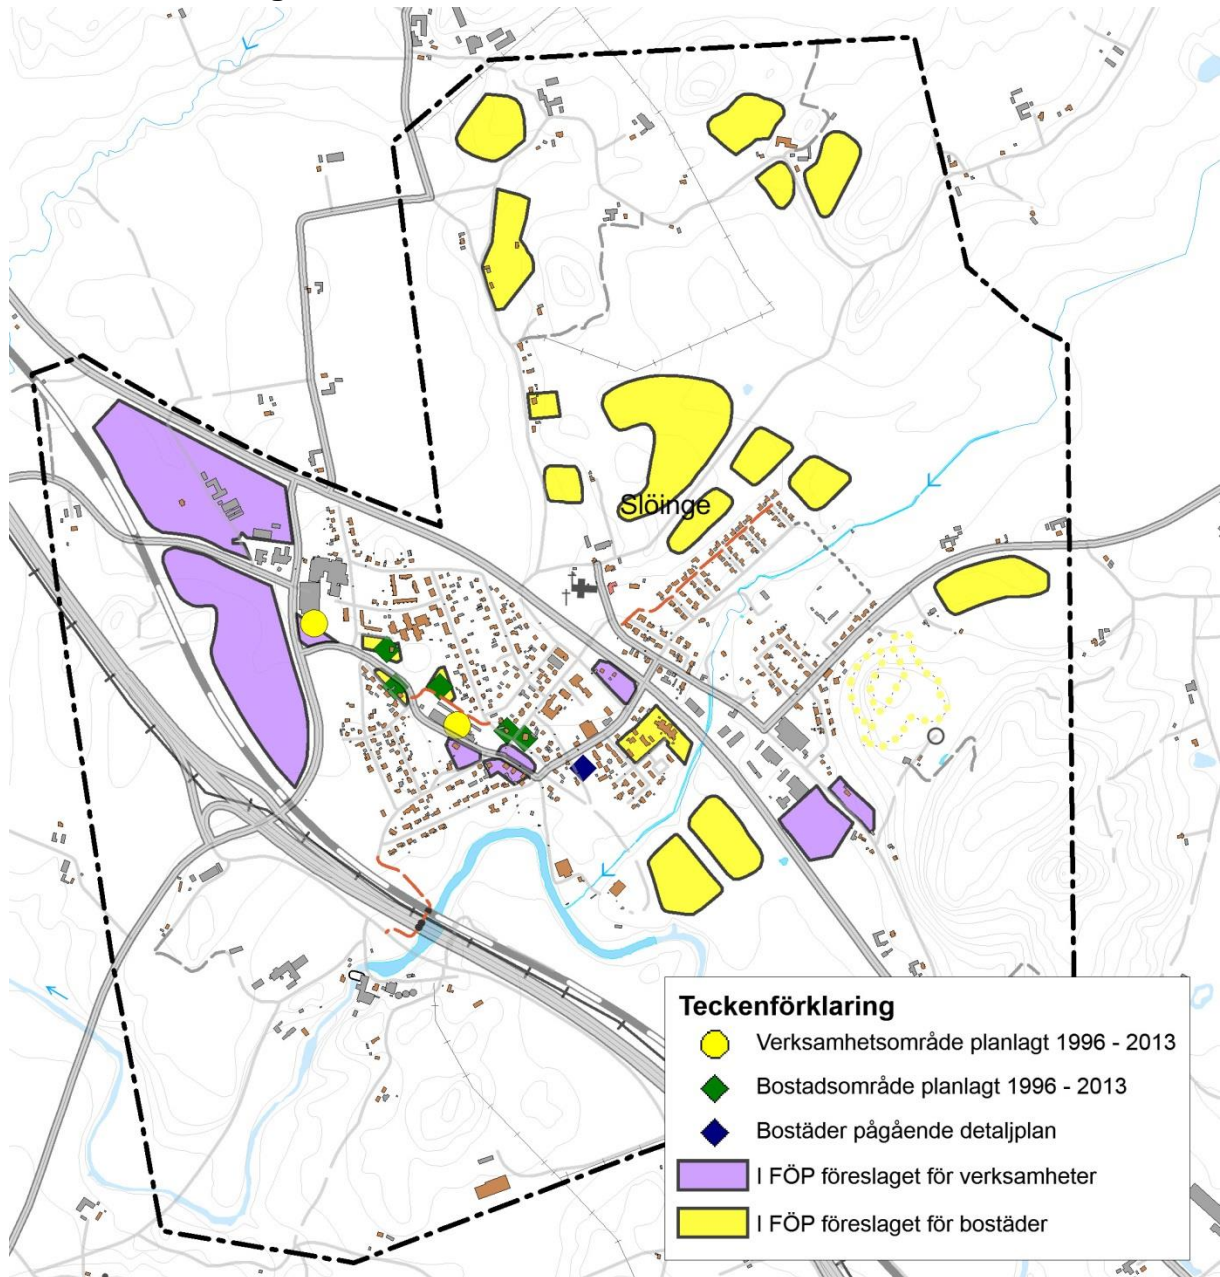 Slöinge
Teckenförklaring
Verksamhetsområde planlagt 1996 - 2013
Bostadsområde planlagt 1996 - 2013
Bostäder pågående detaljplan
I FÖP föreslaget för verksamheter
I FÖP föreslaget för bostäder